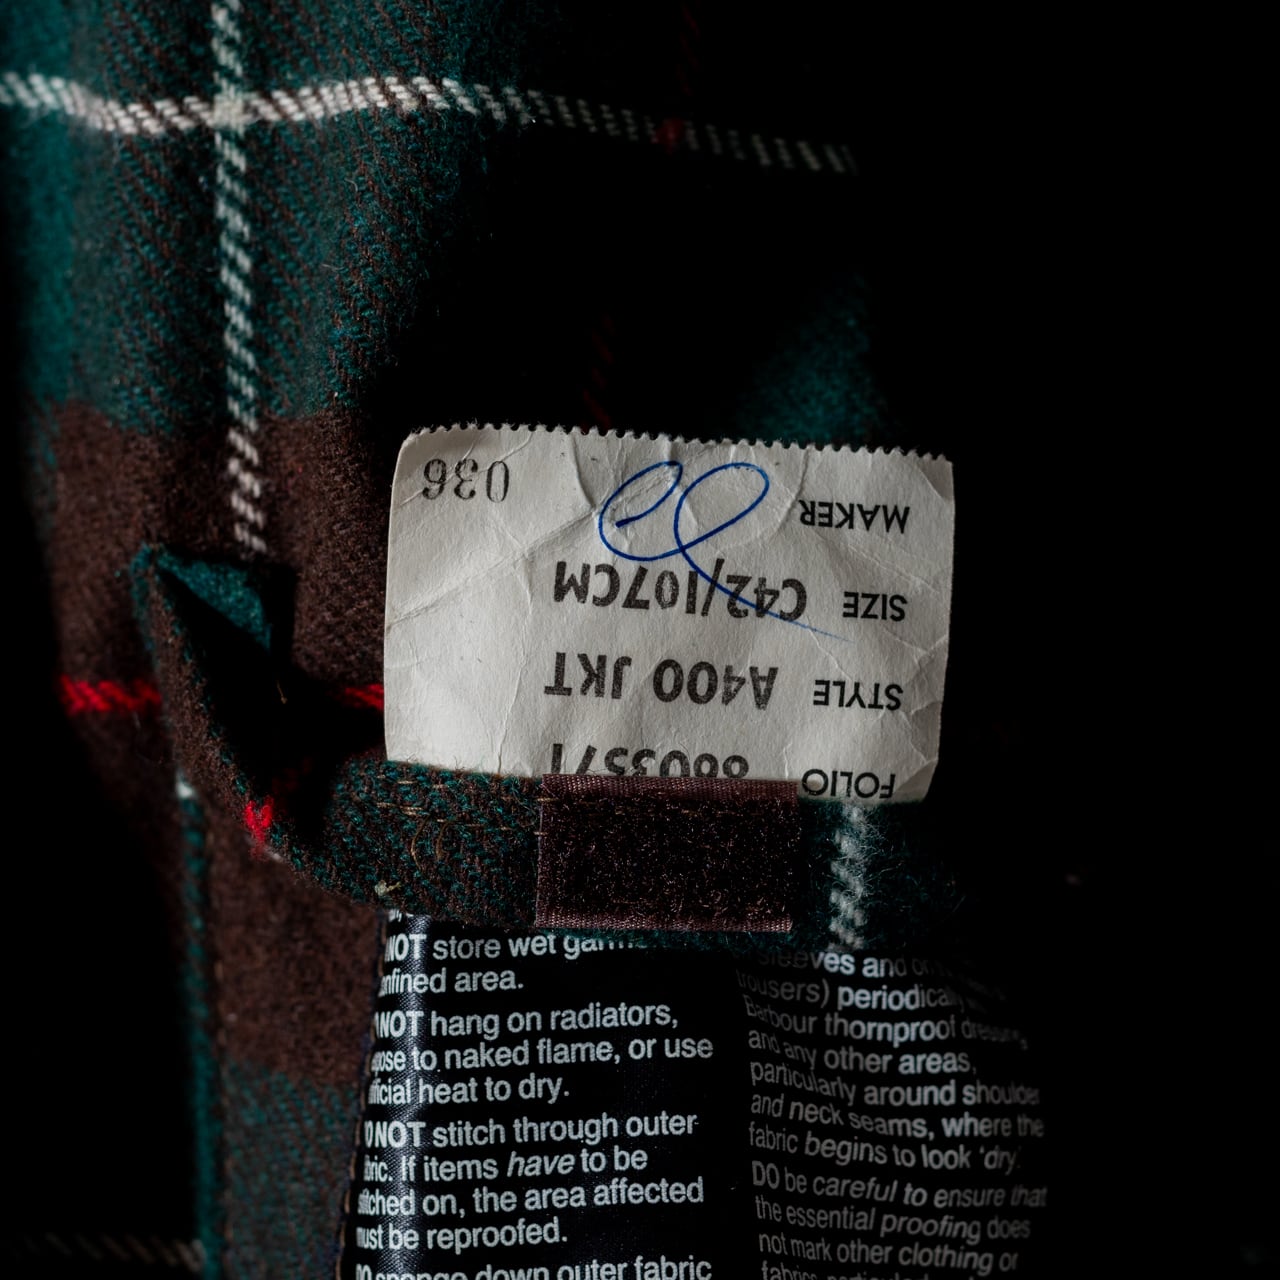 FOLIO
STYLE A400 JKT
SIZE C42/107CM
MAKER 036
NOT store wet
area.
NOT hang on radiators,
to naked flame, or use
heat to dry.
NOT stitch through outer
If items have to be
on, the area affected
must be reproofed.
sponge down outer fabric
sleeves and
trousers) periodically
Barbour thornproof dressing,
and any other areas,
particularly around shoulder
and neck seams, where the
fabric begins to look 'dry'.
DO be careful to ensure that
the essential proofing does
not mark other clothing or